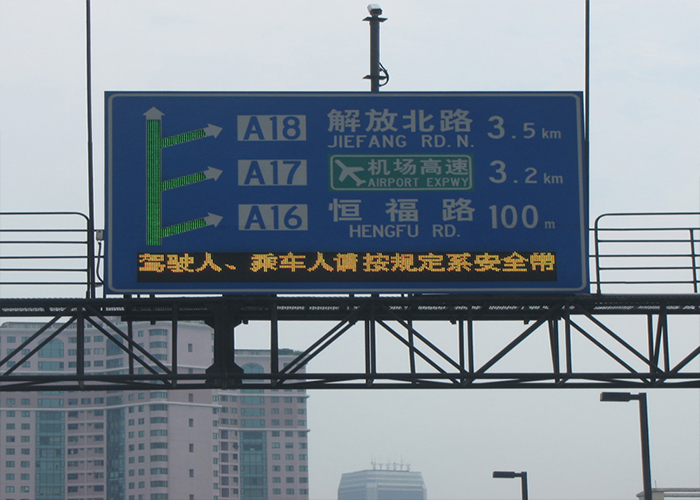 A18 解放北路 3.5 km
JIEFANG RD. N.
A17 机场高速 3.2 km
AIRPORT EXPWY
A16 恒福路 100 m
HENGFU RD.
驾驶人、乘车人请按规定系安全带